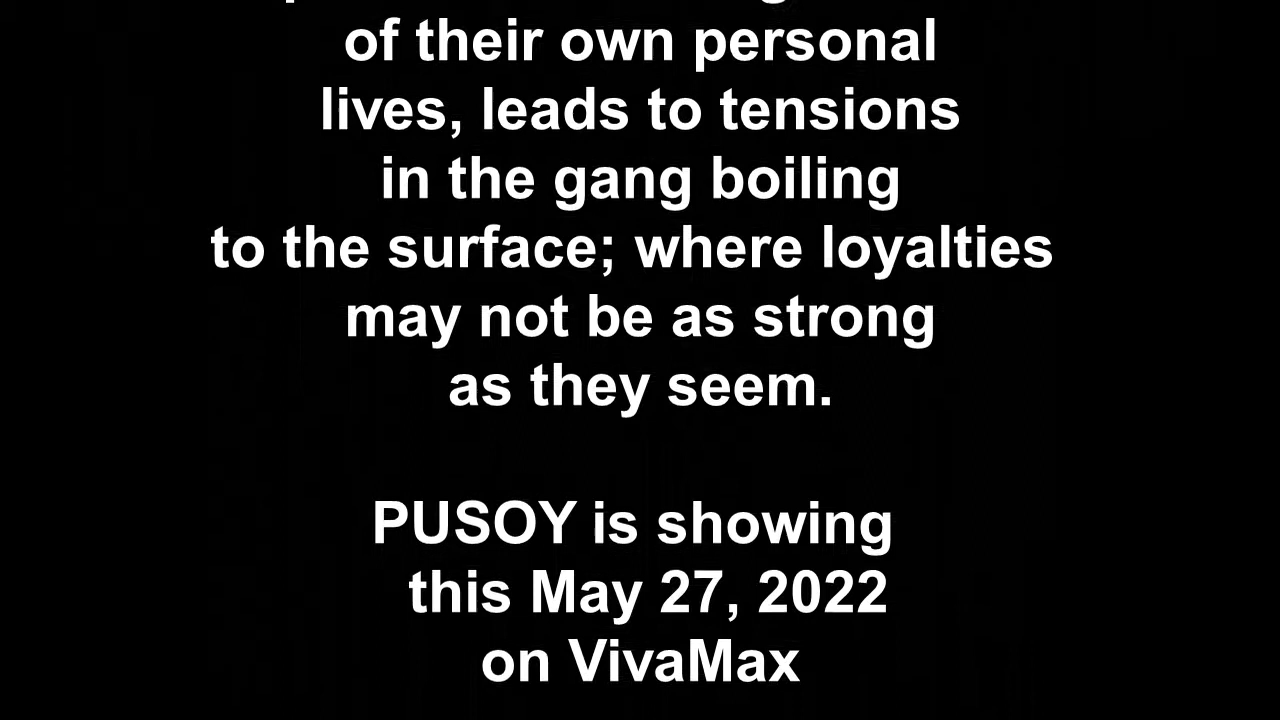 of their own personal
lives, leads to tensions
in the gang boiling
to the surface; where loyalties
may not be as strong
as they seem.
PUSOY is showing
this May 27, 2022
on VivaMax